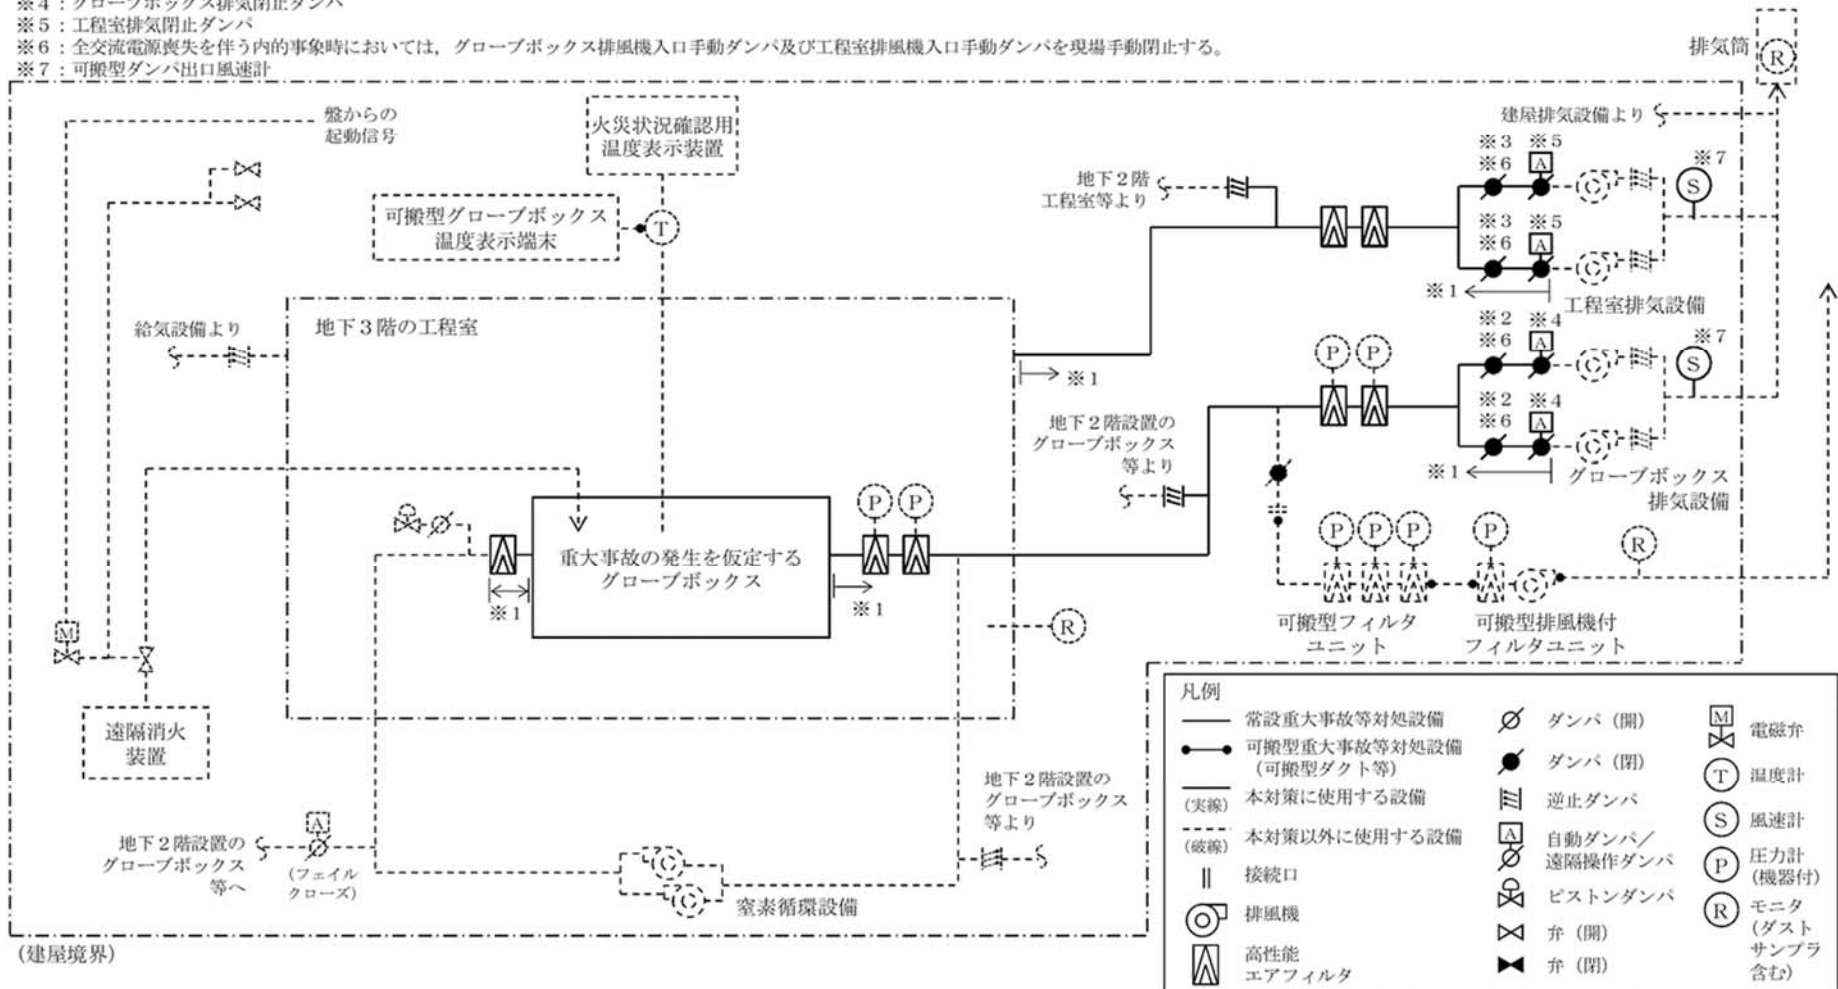 ※4：グローブボックス排気閉止ダンパ
※5：工程室排気閉止ダンパ
※6：全交流電源喪失を伴う内的事象時においては，グローブボックス排風機入口手動ダンパ及び工程室排風機入口手動ダンパを現場手動閉止する。
※7：可搬型ダンパ出口風速計
排気筒
R
盤からの
起動信号
火災状況確認用
温度表示装置
建屋排気設備より
※3 ※5
※6 A
※7
S
地下2階
工程室等より
可搬型グローブボックス
温度表示端末
T
※3 ※5
※6 A
※1
工程室排気設備
給気設備より
地下3階の工程室
※1
P P
※2 ※4
※6 A
※7
S
※2 ※4
※6 A
※1
グローブボックス
排気設備
地下2階設置の
グローブボックス
等より
P P
重大事故の発生を仮定する
グローブボックス
※1
※1
P P P
P
R
R
可搬型フィルタ
ユニット
可搬型排風機付
フィルタユニット
M
遠隔消火
装置
地下2階設置の
グローブボックス
等へ
A
(フェイル
クローズ)
窒素循環設備
地下2階設置の
グローブボックス
等より
(建屋境界)
凡例
常設重大事故等対処設備
可搬型重大事故等対処設備
（可搬型ダクト等）
(実線) 本対策に使用する設備
(破線) 本対策以外に使用する設備
接続口
排風機
高性能
エアフィルタ
ダンパ（開）
ダンパ（閉）
逆止ダンパ
A 自動ダンパ／
遠隔操作ダンパ
ピストンダンパ
弁（開）
弁（閉）
M 電磁弁
T 温度計
S 風速計
P 圧力計
(機器付)
R モニタ
(ダスト
サンプラ
含む)